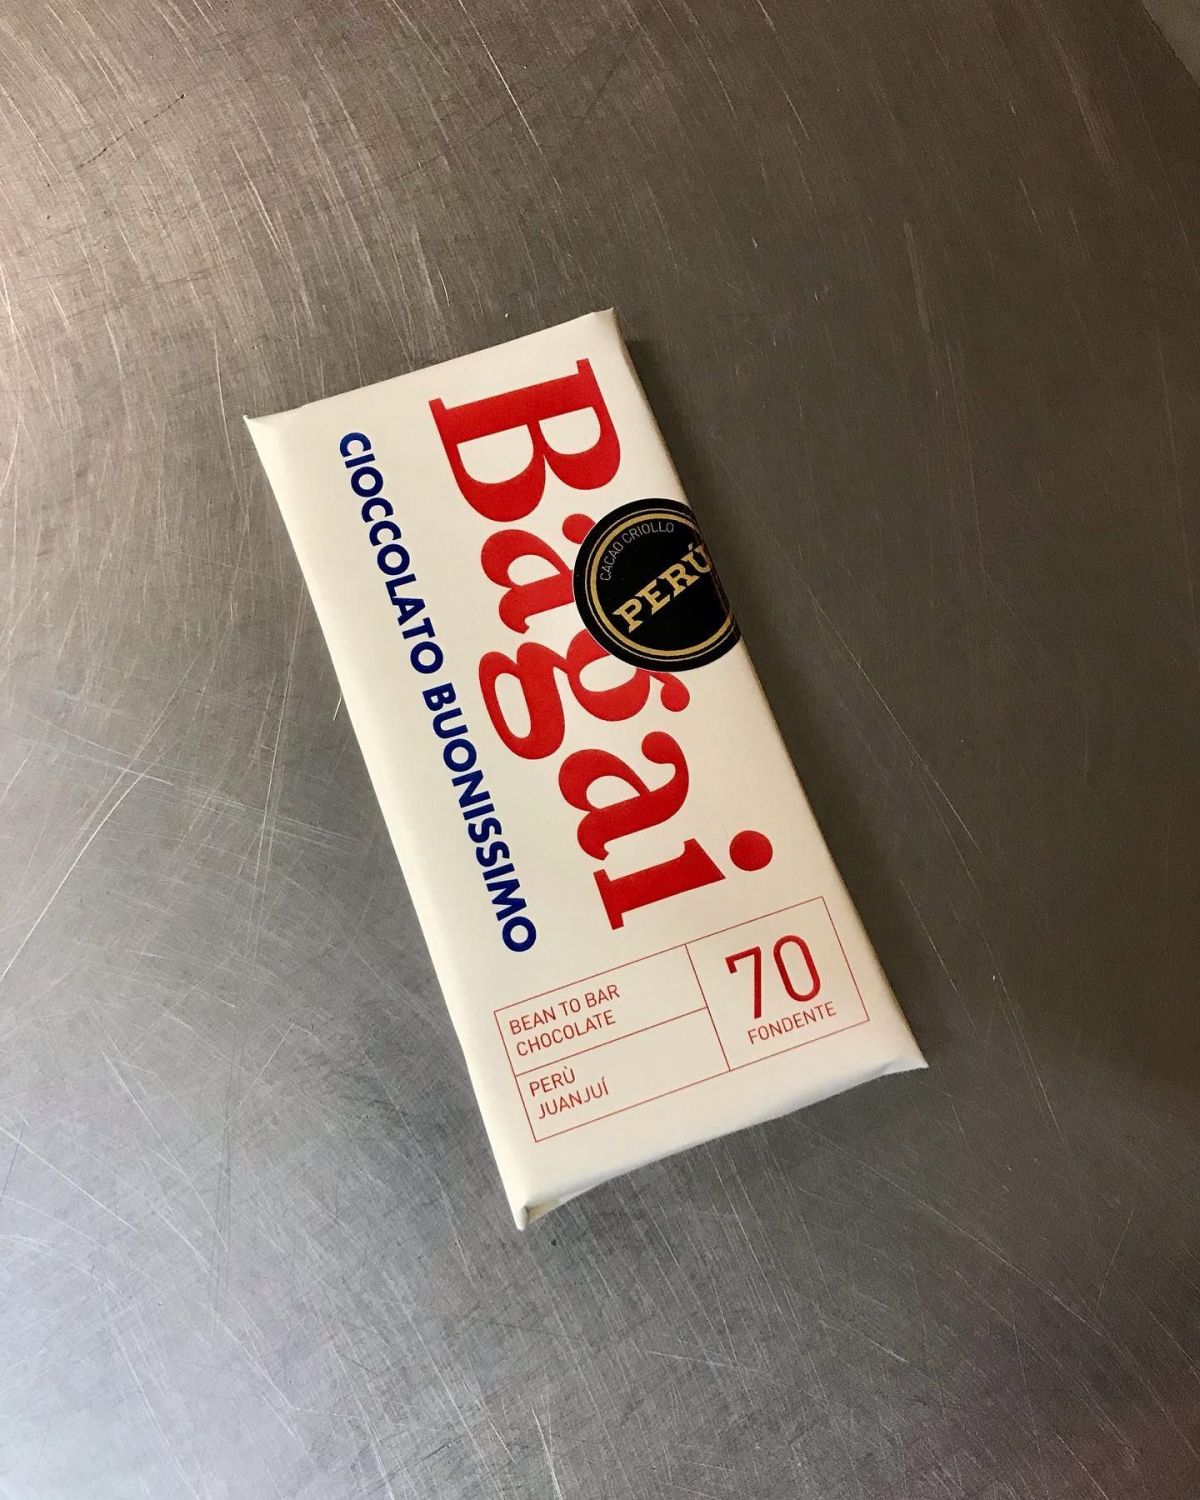 Bagai
CIOCCOLATO BUONISSIMO
CACAO CRIOLLO
PERÚ
BEAN TO BAR
CHOCOLATE
PERÙ
JUANJUÍ
70
FONDENTE